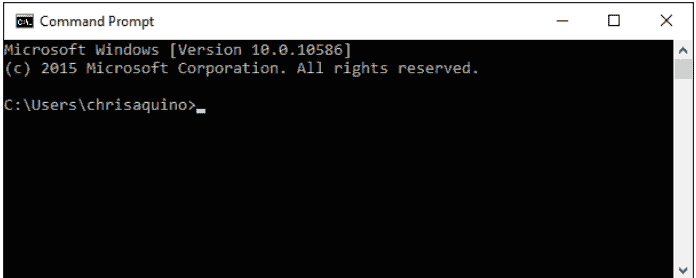 Command Prompt
Microsoft Windows [Version 10.0.10586]
(c) 2015 Microsoft Corporation. All rights reserved.
C:\Users\chrisaquino>